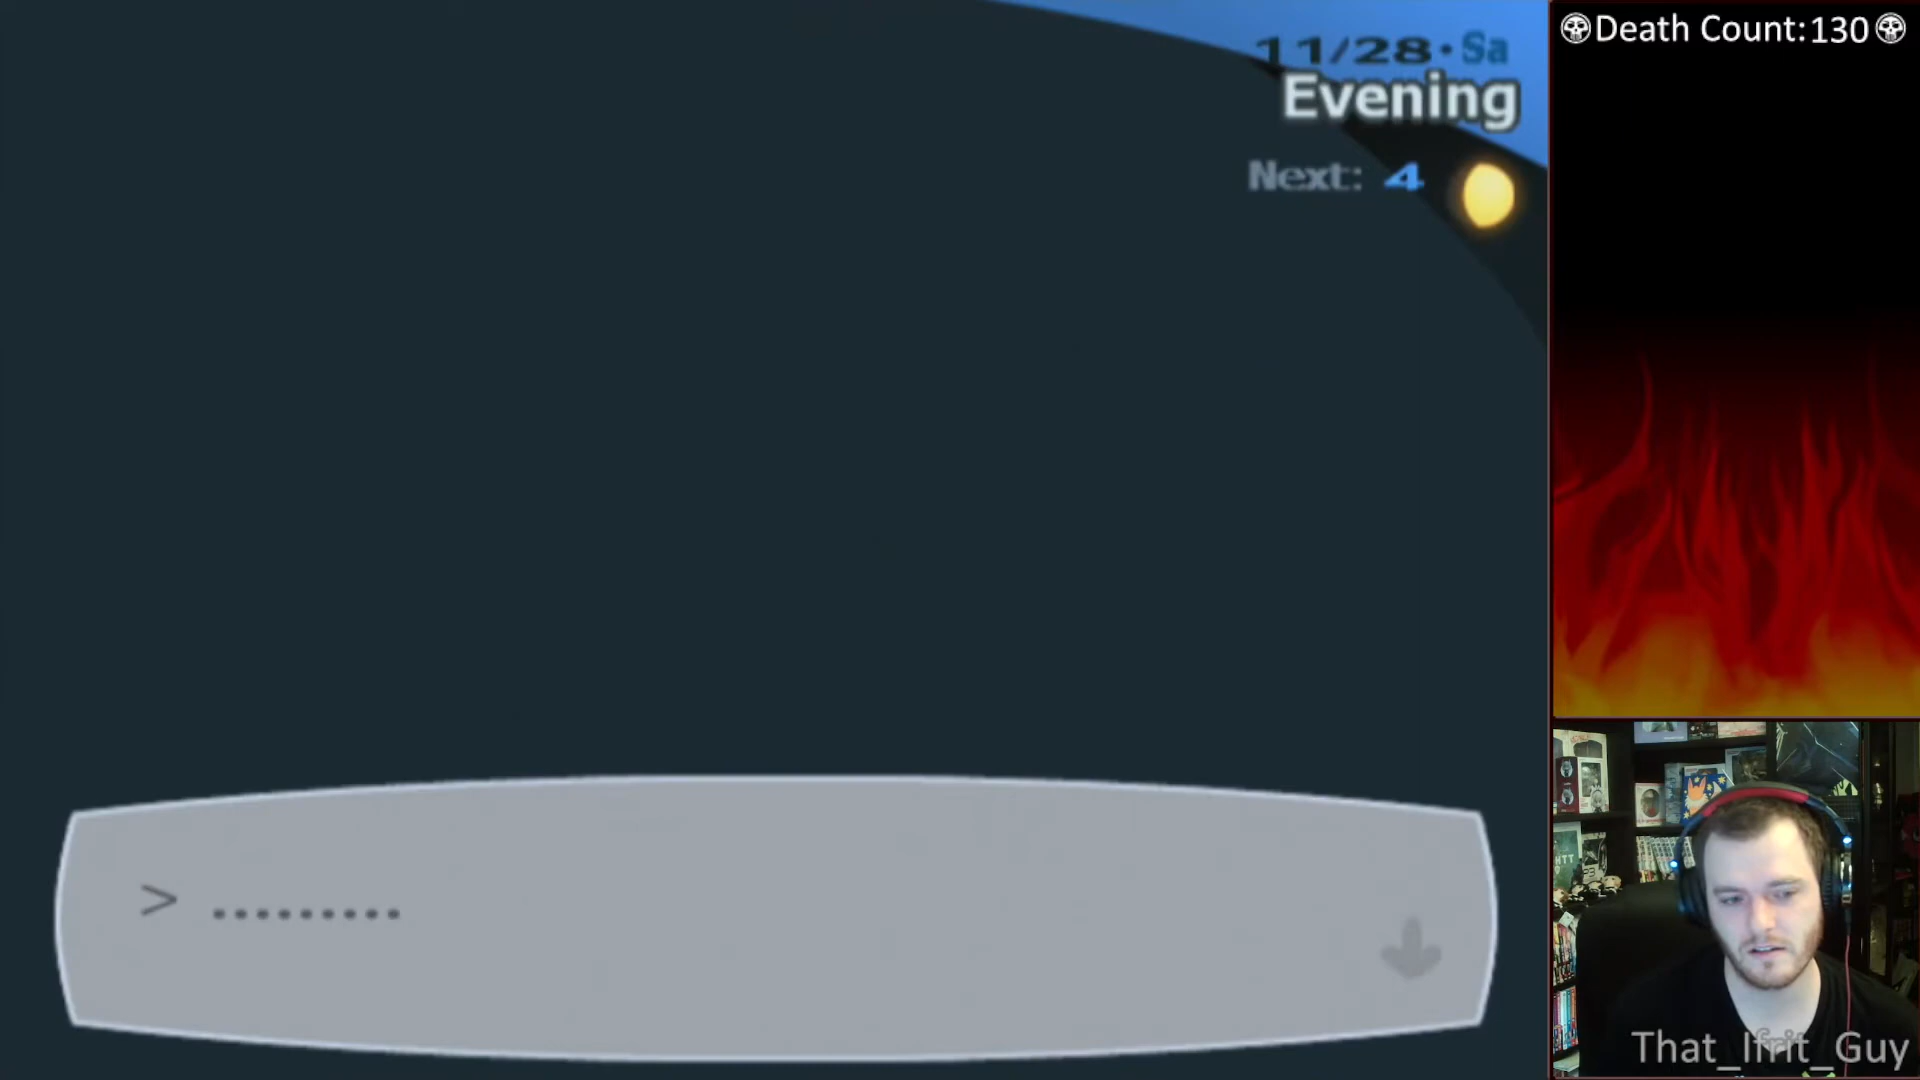 11/28•Sa
Evening
Next: 4
> .........
Death Count:130
That_Ifrit_Guy